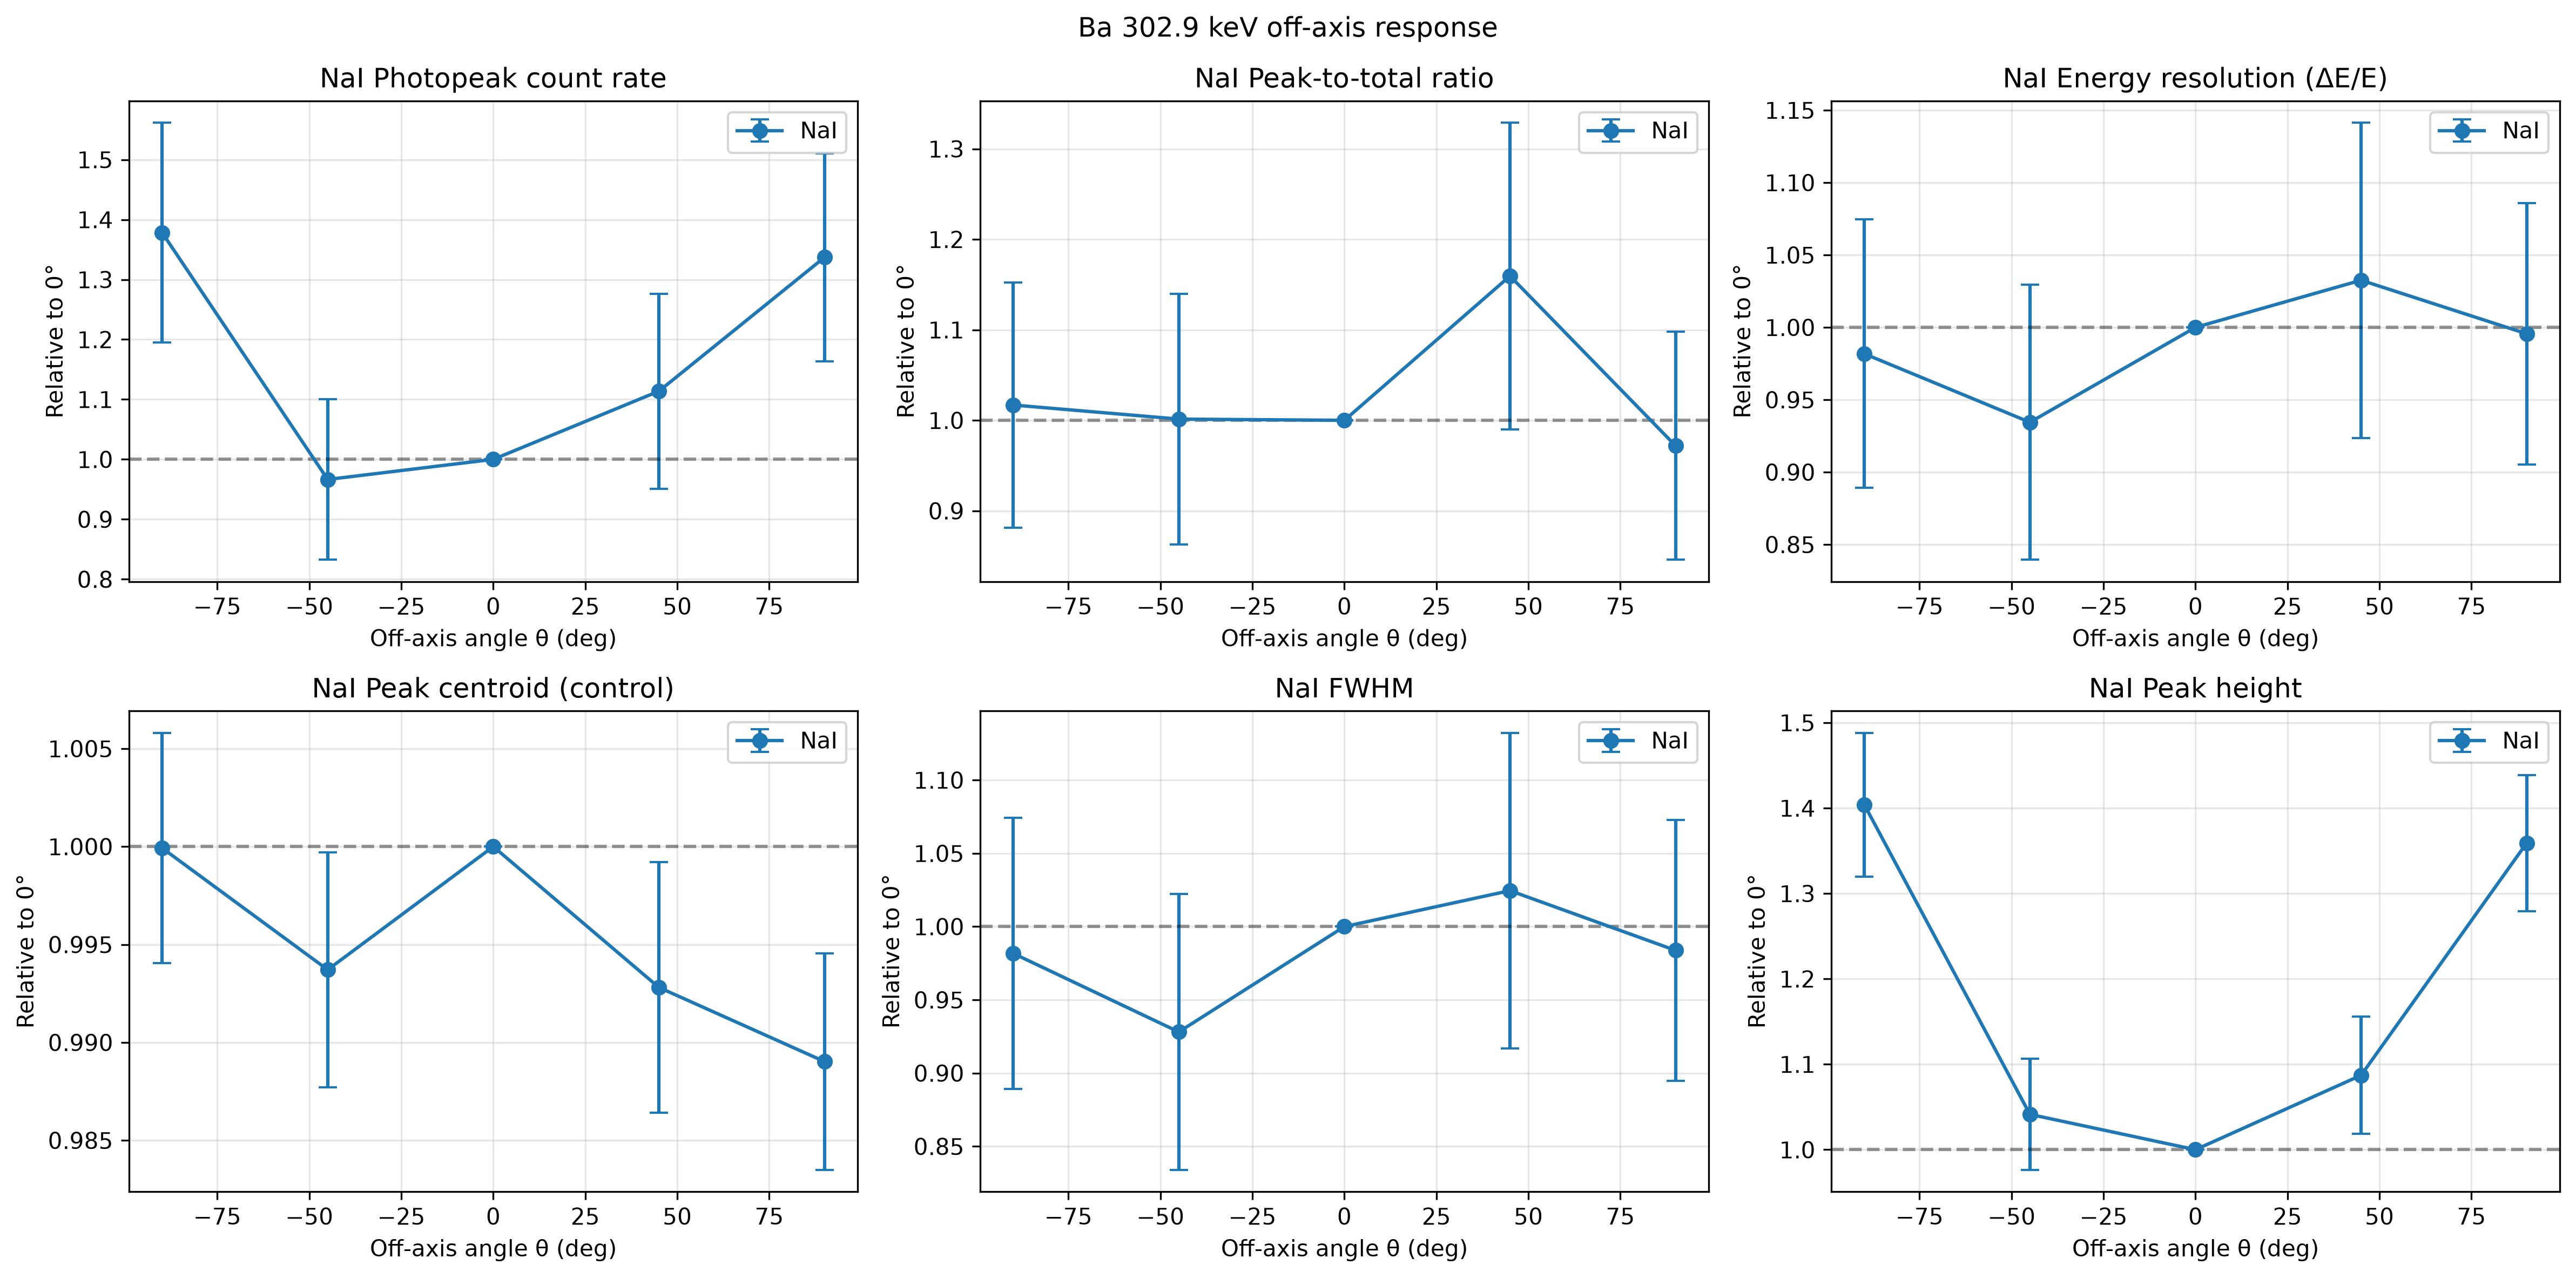 Ba 302.9 keV off-axis response
NaI Photopeak count rate
NaI
Relative to 0°
1.5
1.4
1.3
1.2
1.1
1.0
0.9
0.8
−75 −50 −25 0 25 50 75
Off-axis angle θ (deg)
NaI Peak-to-total ratio
NaI
Relative to 0°
1.3
1.2
1.1
1.0
0.9
−75 −50 −25 0 25 50 75
Off-axis angle θ (deg)
NaI Energy resolution (ΔE/E)
NaI
Relative to 0°
1.15
1.10
1.05
1.00
0.95
0.90
0.85
−75 −50 −25 0 25 50 75
Off-axis angle θ (deg)
NaI Peak centroid (control)
NaI
Relative to 0°
1.005
1.000
0.995
0.990
0.985
−75 −50 −25 0 25 50 75
Off-axis angle θ (deg)
NaI FWHM
NaI
Relative to 0°
1.10
1.05
1.00
0.95
0.90
0.85
−75 −50 −25 0 25 50 75
Off-axis angle θ (deg)
NaI Peak height
NaI
Relative to 0°
1.5
1.4
1.3
1.2
1.1
1.0
−75 −50 −25 0 25 50 75
Off-axis angle θ (deg)